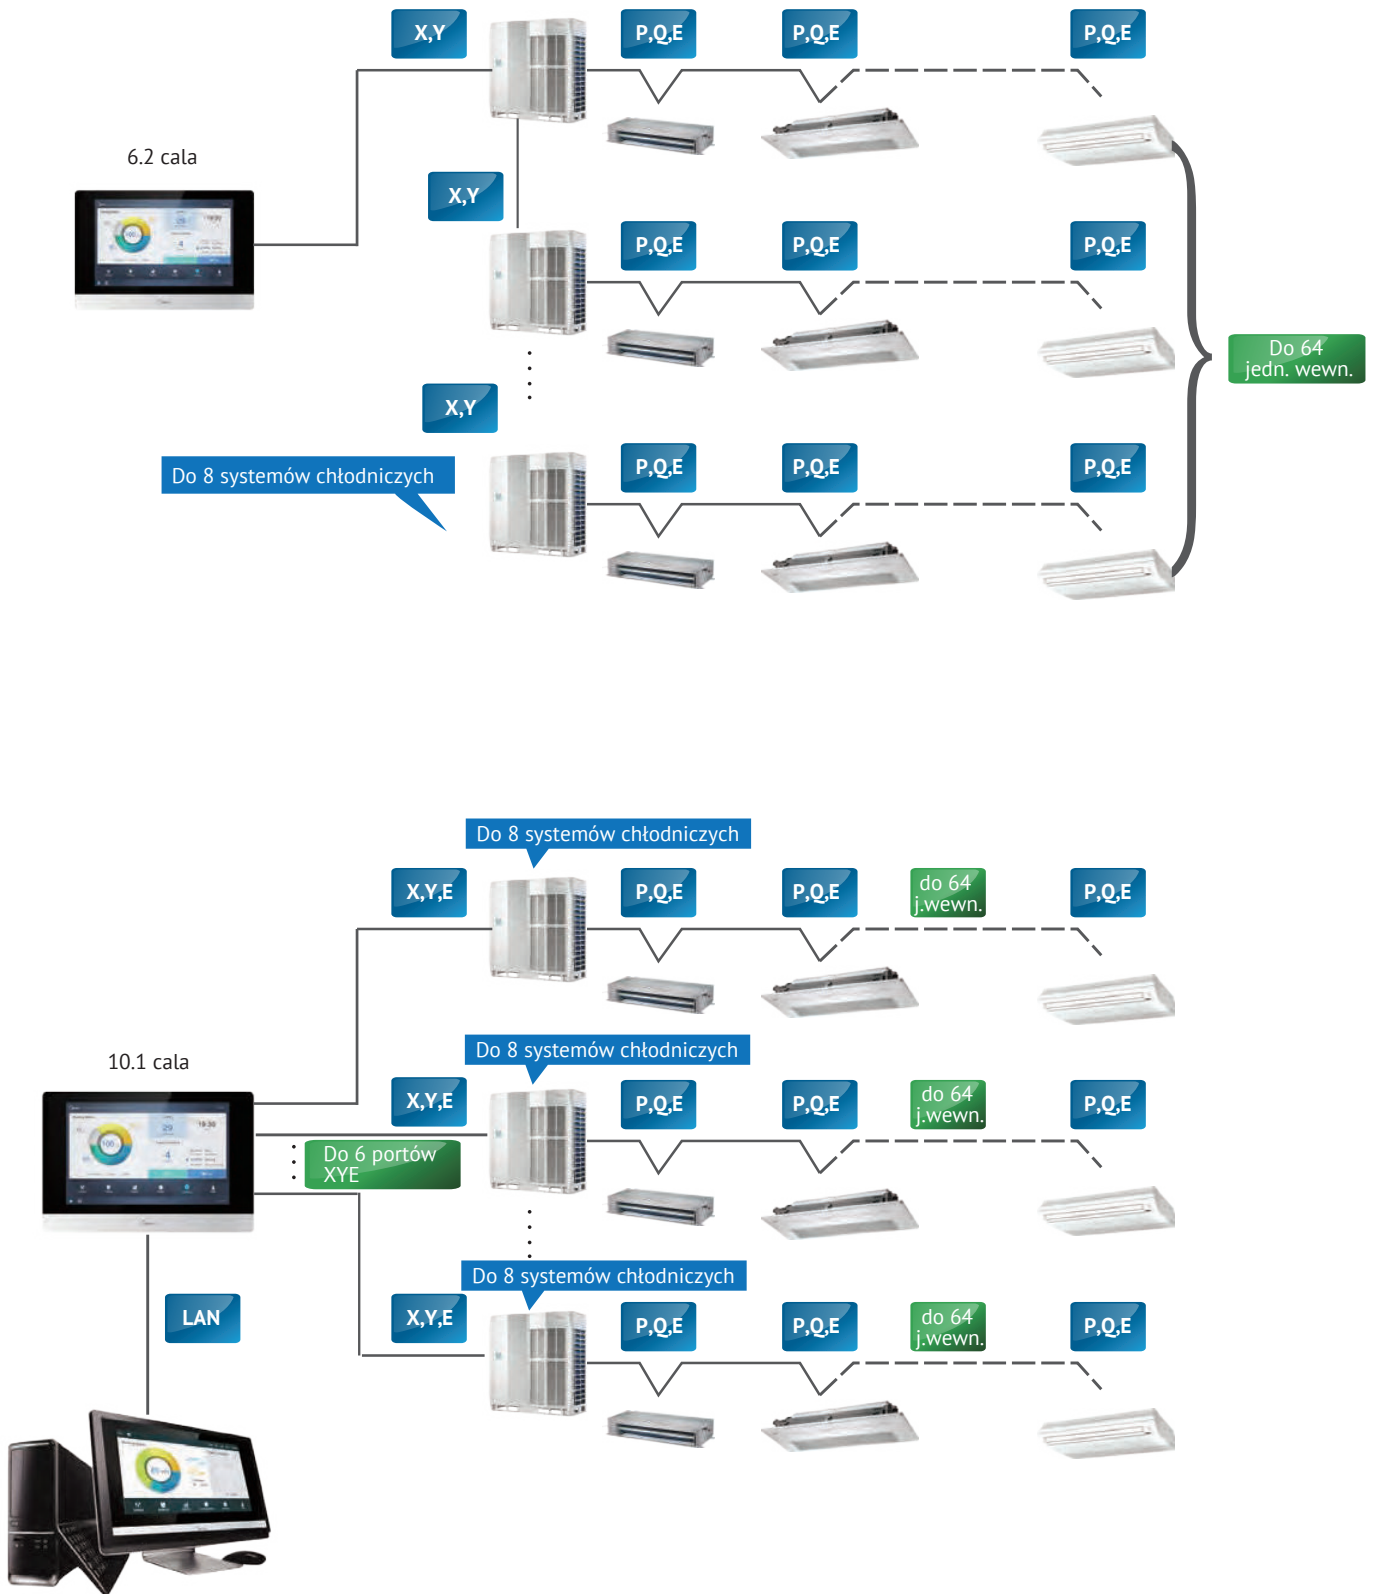 X,Y
P,Q,E
P,Q,E
P,Q,E
6.2 cala
X,Y
P,Q,E
P,Q,E
P,Q,E
Do 64
jedn. wewn.
X,Y
Do 8 systemów chłodniczych
P,Q,E
P,Q,E
P,Q,E
Do 8 systemów chłodniczych
X,Y,E
P,Q,E
P,Q,E
do 64
j.wewn.
P,Q,E
10.1 cala
Do 8 systemów chłodniczych
X,Y,E
P,Q,E
P,Q,E
do 64
j.wewn.
P,Q,E
Do 6 portów
XYE
Do 8 systemów chłodniczych
LAN
X,Y,E
P,Q,E
P,Q,E
do 64
j.wewn.
P,Q,E